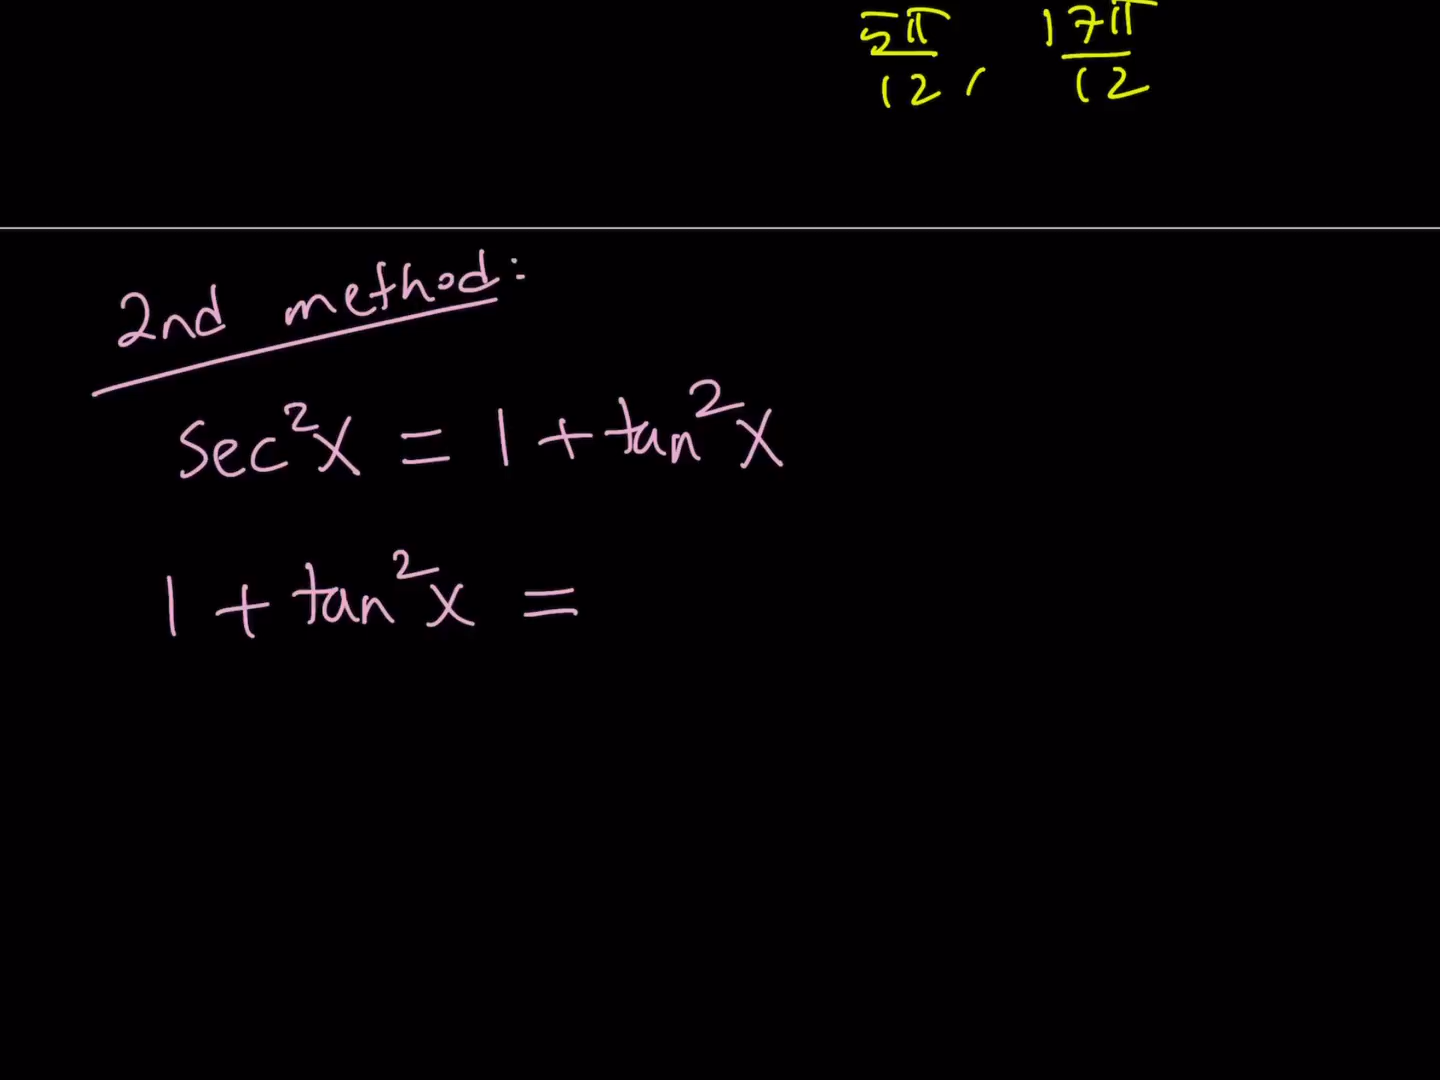 5π/12, 17π/12
2nd method:
sec²x = 1 + tan²x
1 + tan²x =